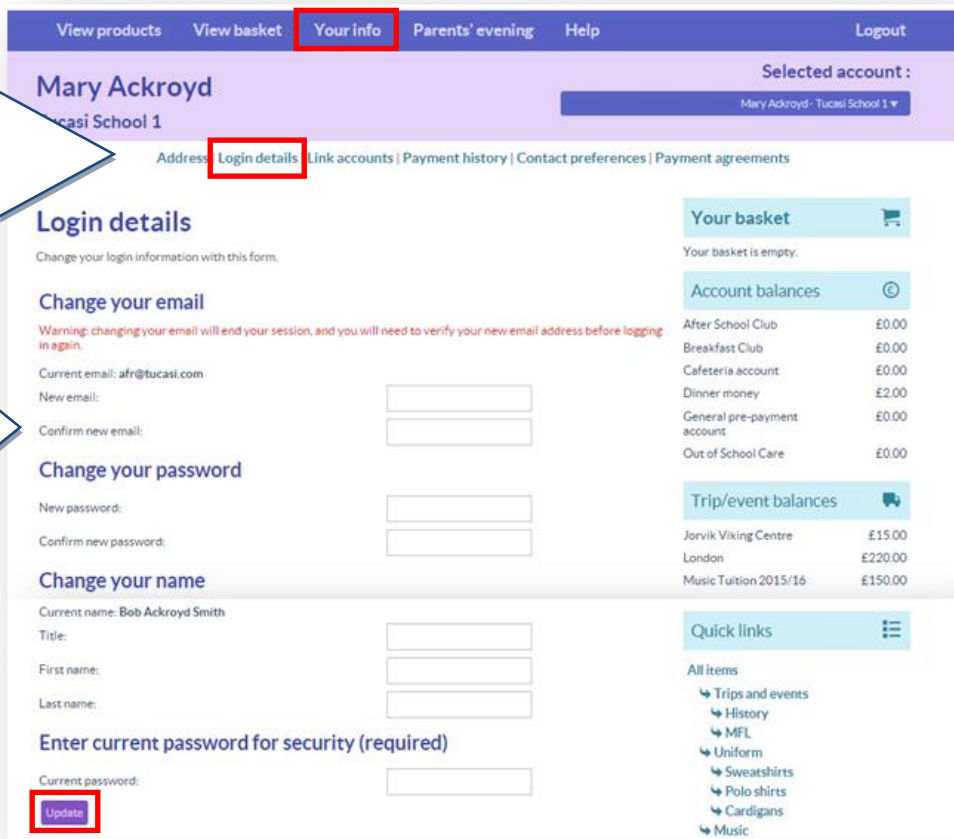 View products View basket Your info Parents' evening Help Logout
Mary Ackroyd
Tucasi School 1
Selected account :
Mary Ackroyd - Tucasi School 1
Address | Login details | Link accounts | Payment history | Contact preferences | Payment agreements
Login details
Change your login information with this form.
Change your email
Warning: changing your email will end your session, and you will need to verify your new email address before logging
in again.
Current email: afr@tucasi.com
New email:
Confirm new email:
Change your password
New password:
Confirm new password:
Change your name
Current name: Bob Ackroyd Smith
Title:
First name:
Last name:
Enter current password for security (required)
Current password:
Update
Your basket
Your basket is empty.
Account balances
After School Club £0.00
Breakfast Club £0.00
Cafeteria account £0.00
Dinner money £2.00
General pre-payment £0.00
account
Out of School Care £0.00
Trip/event balances
Jorvik Viking Centre £15.00
London £220.00
Music Tuition 2015/16 £150.00
Quick links
All items
Trips and events
History
MFL
Uniform
Sweatshirts
Polo shirts
Cardigans
Music